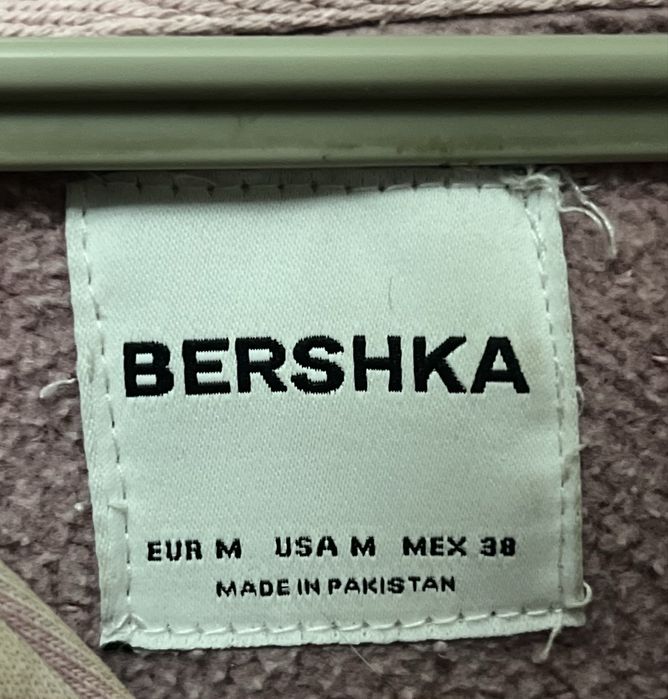 BERSHKA
EUR M USA M MEX 38
MADE IN PAKISTAN